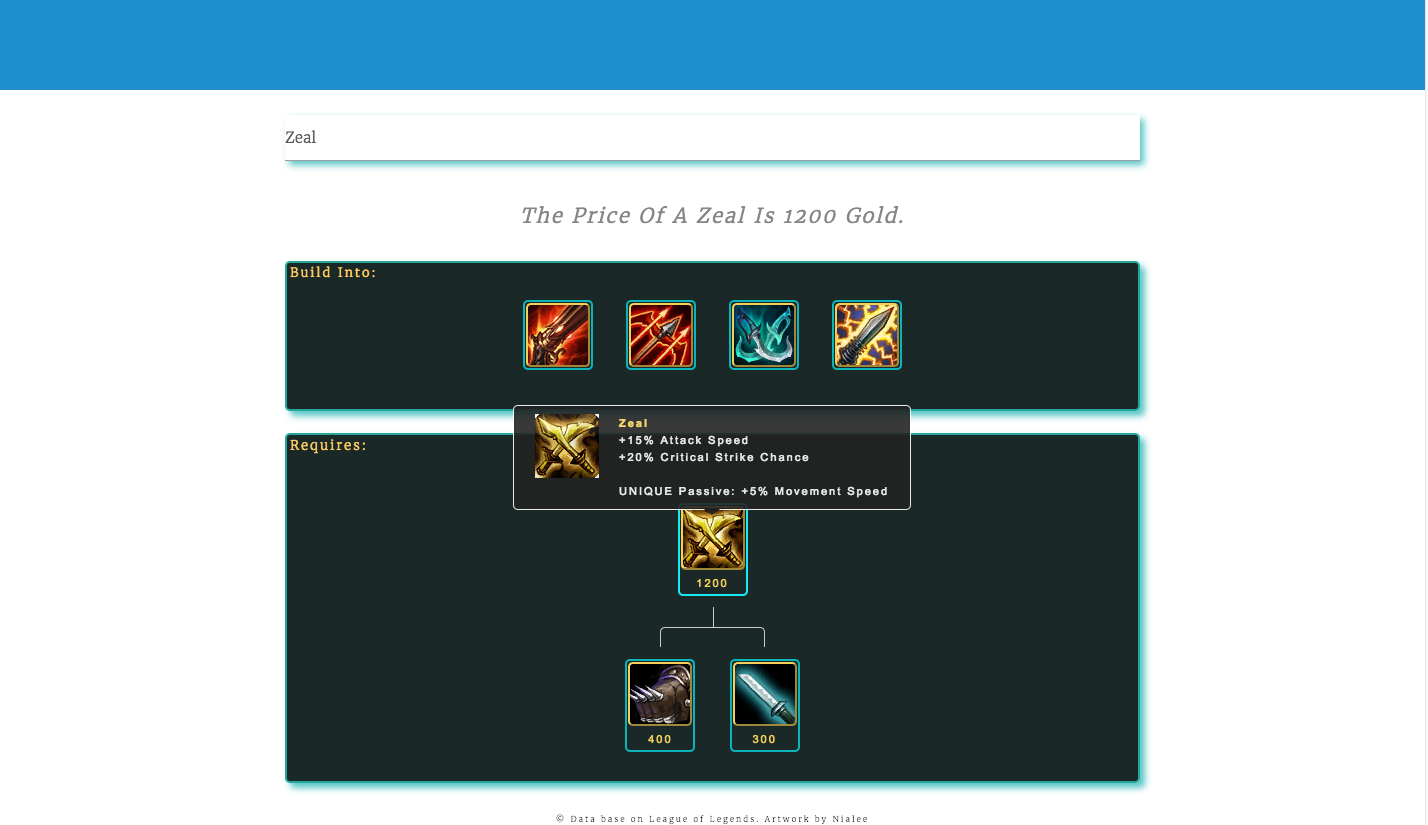 Zeal
The Price Of A Zeal Is 1200 Gold.
Build Into:
Requires:
Zeal
+15% Attack Speed
+20% Critical Strike Chance
UNIQUE Passive: +5% Movement Speed
1200
400
300
© Data base on League of Legends. Artwork by Nialee